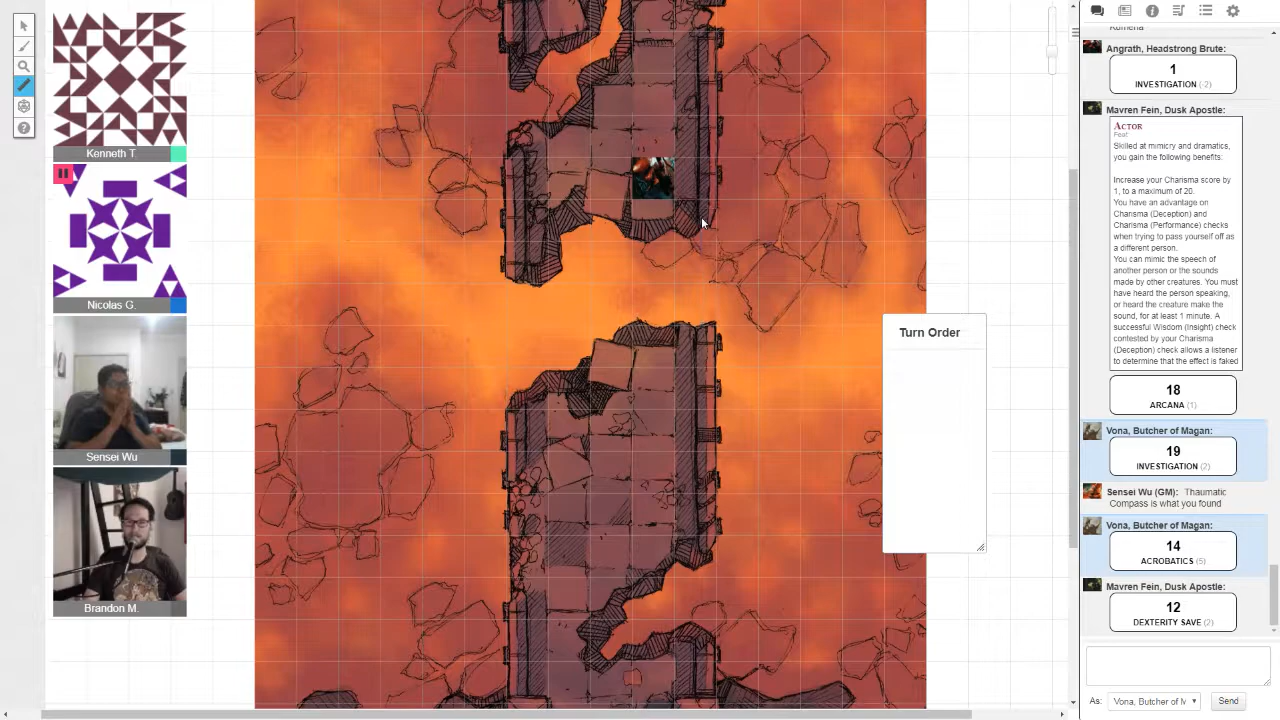 Kenneth T
Nicolas G.
Sensei Wu
Brandon M.
Turn Order
Angrath, Headstrong Brute:
1
INVESTIGATION (-2)
Mavren Fein, Dusk Apostle:
ACTOR
Feat
Skilled at mimicry and dramatics,
you gain the following benefits:
Increase your Charisma score by
1, to a maximum of 20.
You have an advantage on
Charisma (Deception) and
Charisma (Performance) checks
when trying to pass yourself off as
a different person.
You can mimic the speech of
another person or the sounds
made by other creatures. You must
have heard the person speaking,
or heard the creature make the
sound, for at least 1 minute. A
successful Wisdom (Insight) check
contested by your Charisma
(Deception) check allows a listener
to determine that the effect is faked
18
ARCANA (1)
Vona, Butcher of Magan:
19
INVESTIGATION (2)
Sensei Wu (GM): Thaumatic
Compass is what you found
Vona, Butcher of Magan:
14
ACROBATICS (5)
Mavren Fein, Dusk Apostle:
12
DEXTERITY SAVE (2)
As: Vona, Butcher of M
Send